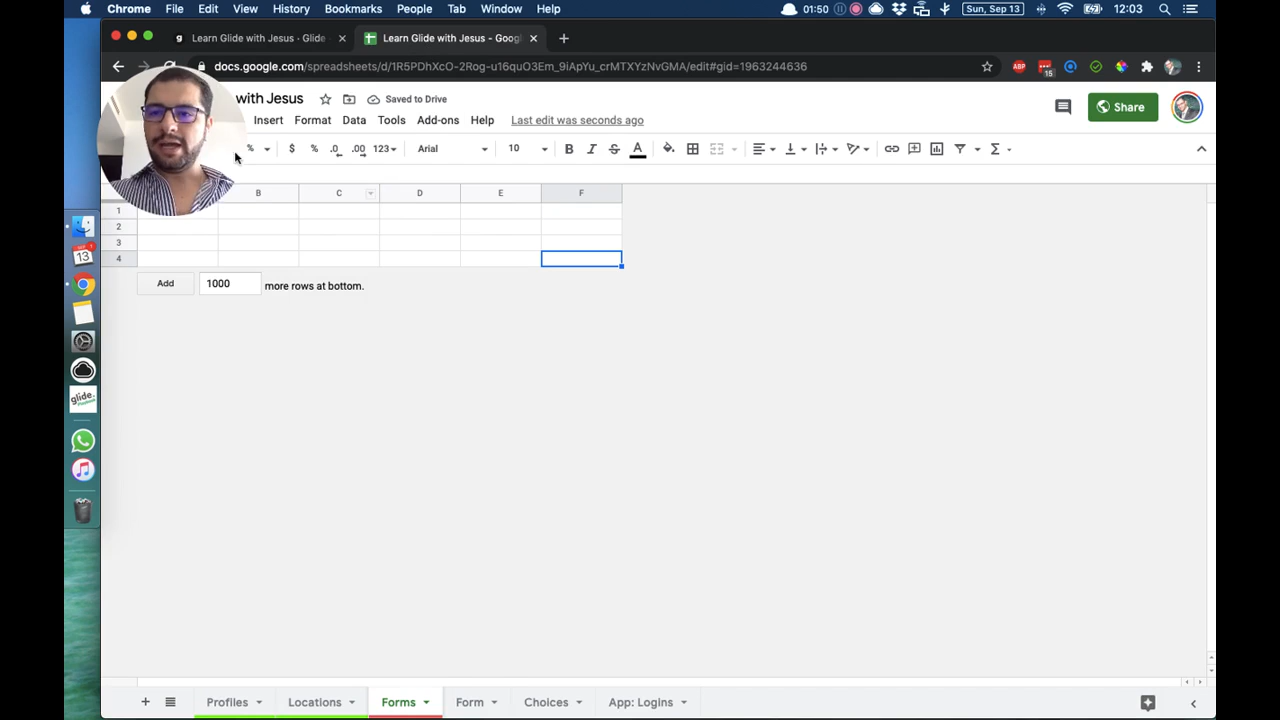 Chrome File Edit View History Bookmarks People Tab Window Help 01:50 Sun, Sep 13 12:03
Learn Glide with Jesus · Glide Learn Glide with Jesus - Goog
docs.google.com/spreadsheets/d/1R5PDhXcO-2Rog-u16quO3Em_9iApYu_crMTXYzNvGMA/edit#gid=1963244636 ABP 15
with Jesus Saved to Drive Share
Insert Format Data Tools Add-ons Help Last edit was seconds ago
% $ % .0 .00 123 Arial 10 B I S A Σ
B C D E F
1
2
3
4
Add 1000 more rows at bottom.
13
glide
Profiles Locations Forms Form Choices App: Logins